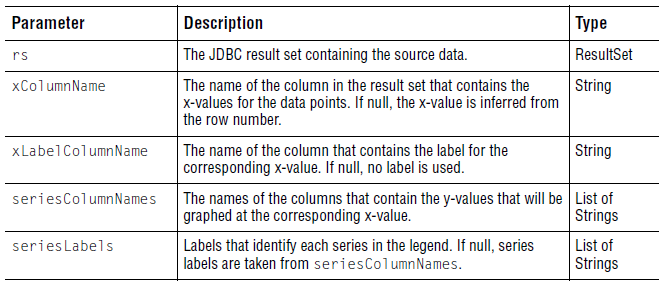 Parameter Description Type
rs The JDBC result set containing the source data. ResultSet
xColumnName The name of the column in the result set that contains the String
x-values for the data points. If null, the x-value is inferred from
the row number.
xLabelColumnName The name of the column that contains the label for the String
corresponding x-value. If null, no label is used.
seriesColumnNames The names of the columns that contain the y-values that will be List of
graphed at the corresponding x-value. Strings
seriesLabels Labels that identify each series in the legend. If null, series List of
labels are taken from seriesColumnNames. Strings